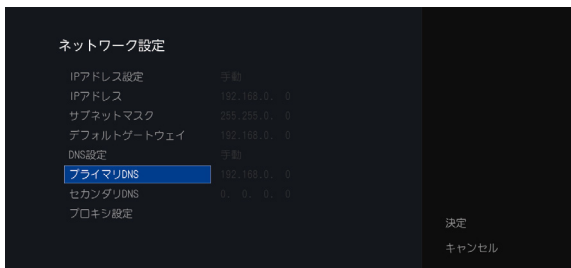 ネットワーク設定
IPアドレス設定 手動
IPアドレス 192.168.0. 0
サブネットマスク 255.255.0. 0
デフォルトゲートウェイ 192.168.0. 0
DNS設定 手動
プライマリDNS 192.168.0. 0
セカンダリDNS 0. 0. 0. 0
プロキシ設定
決定
キャンセル